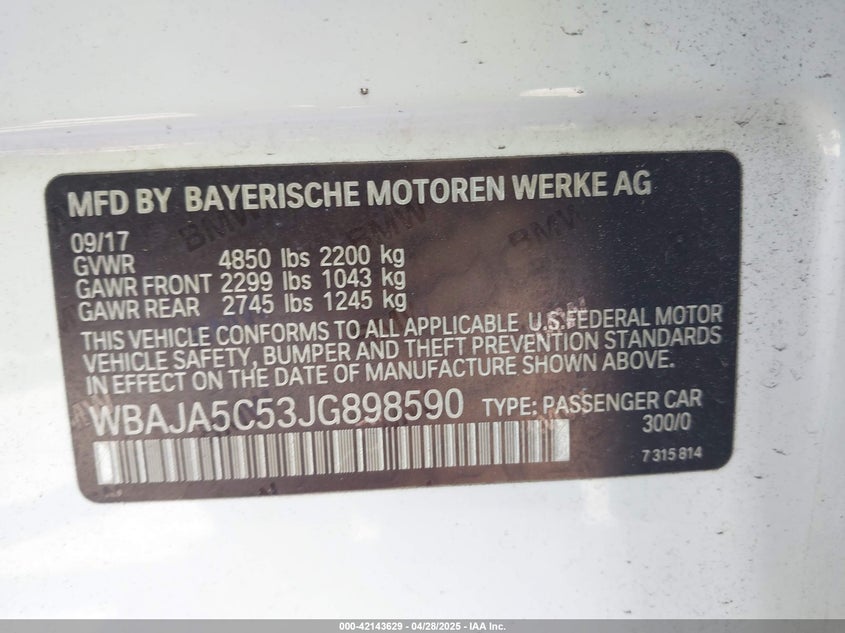 MFD BY BAYERISCHE MOTOREN WERKE AG
09/17
GVWR 4850 lbs 2200 kg
GAWR FRONT 2299 lbs 1043 kg
GAWR REAR 2745 lbs 1245 kg
THIS VEHICLE CONFORMS TO ALL APPLICABLE U.S. FEDERAL MOTOR
VEHICLE SAFETY, BUMPER AND THEFT PREVENTION STANDARDS
IN EFFECT ON THE DATE OF MANUFACTURE SHOWN ABOVE.
WBAJA5C53JG898590 TYPE: PASSENGER CAR
300/0
7 315 814
000-42143629 - 04/28/2025 - IAA Inc.